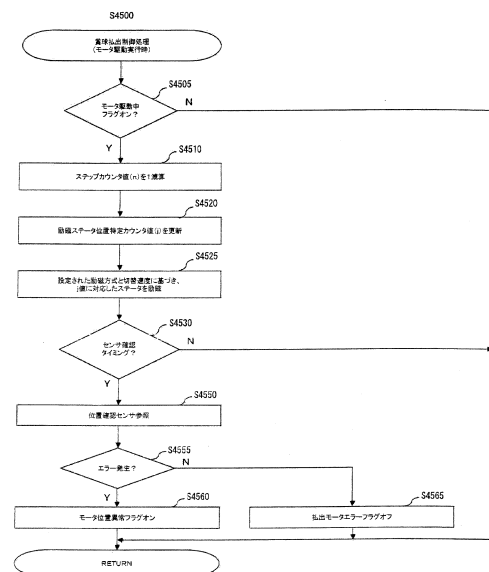 S4500
賞球払出制御処理
(モータ駆動実行時)
S4505
モータ駆動中
フラグオン?
N
Y
S4510
ステップカウンタ値(n)を1減算
S4520
励磁ステータ位置特定カウンタ値(j)を更新
S4525
設定された励磁方式と切替速度に基づき、
j値に対応したステータを励磁
S4530
センサ確認
タイミング?
N
Y
S4550
位置確認センサ参照
S4555
エラー発生?
N
Y
S4560
モータ位置異常フラグオン
S4565
払出モータエラーフラグオフ
RETURN